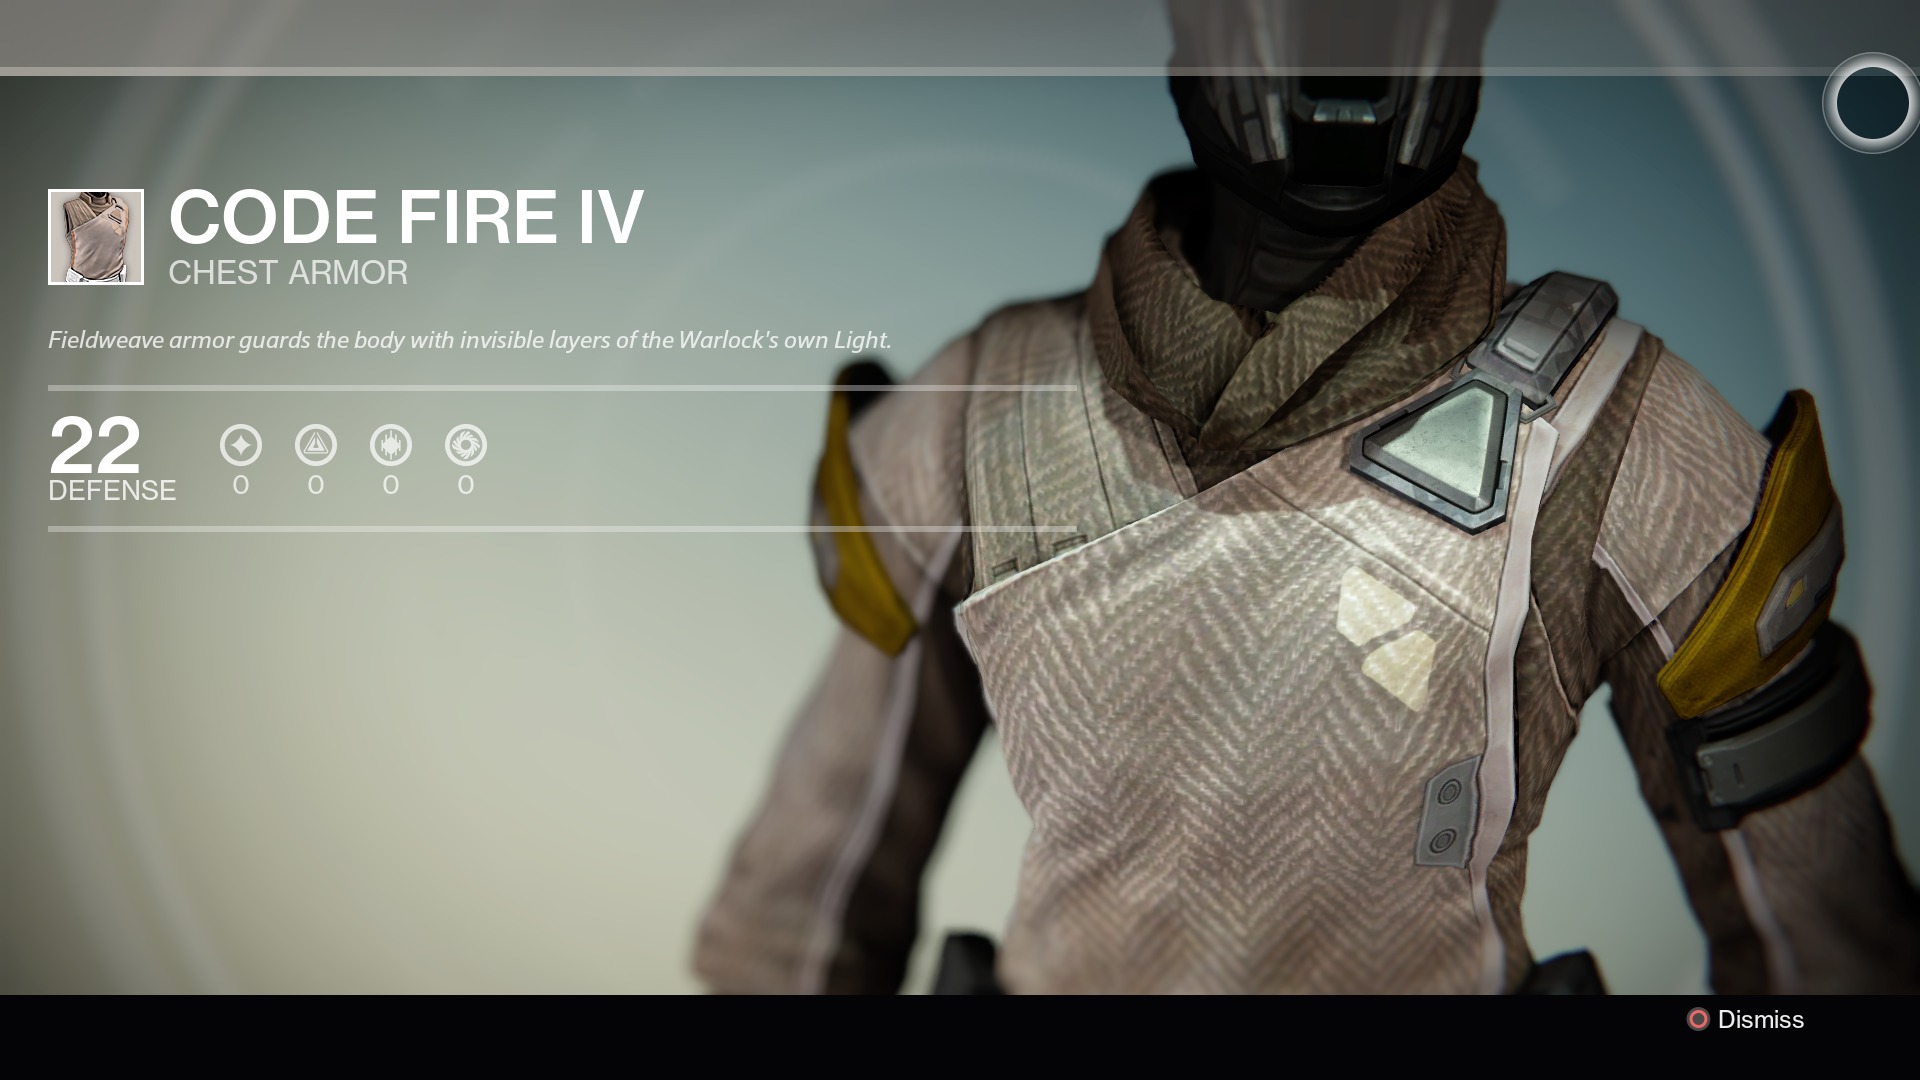 CODE FIRE IV
CHEST ARMOR
Fieldweave armor guards the body with invisible layers of the Warlock's own Light.
22
DEFENSE
0 0 0 0
Dismiss